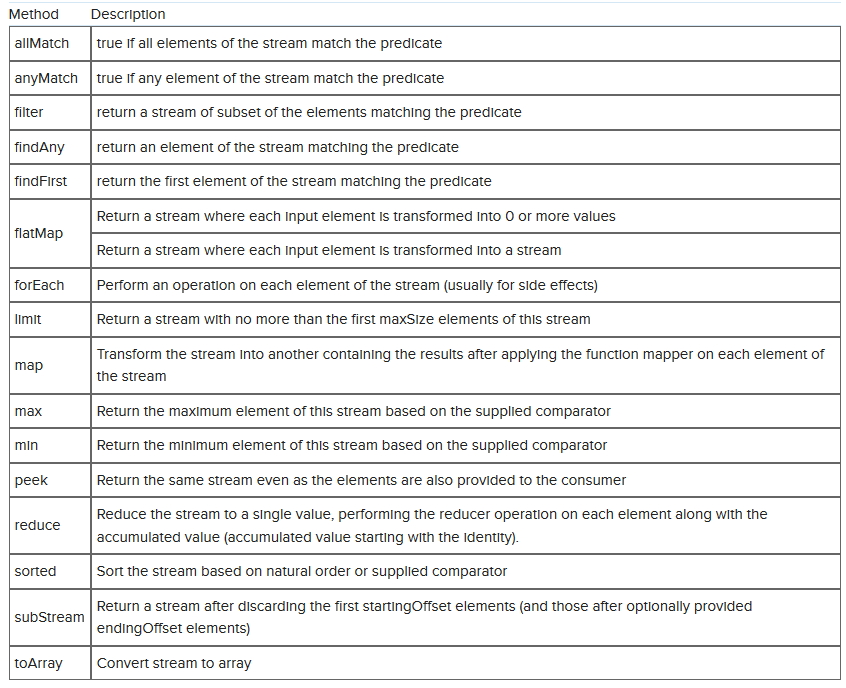 Method Description
allMatch true if all elements of the stream match the predicate
anyMatch true if any element of the stream match the predicate
filter return a stream of subset of the elements matching the predicate
findAny return an element of the stream matching the predicate
findFirst return the first element of the stream matching the predicate
flatMap
Return a stream where each input element is transformed into 0 or more values
Return a stream where each input element is transformed into a stream
forEach Perform an operation on each element of the stream (usually for side effects)
limit Return a stream with no more than the first maxSize elements of this stream
map
Transform the stream into another containing the results after applying the function mapper on each element of
the stream
max Return the maximum element of this stream based on the supplied comparator
min Return the minimum element of this stream based on the supplied comparator
peek Return the same stream even as the elements are also provided to the consumer
reduce
Reduce the stream to a single value, performing the reducer operation on each element along with the
accumulated value (accumulated value starting with the identity).
sorted Sort the stream based on natural order or supplied comparator
subStream
Return a stream after discarding the first startingOffset elements (and those after optionally provided
endingOffset elements)
toArray Convert stream to array